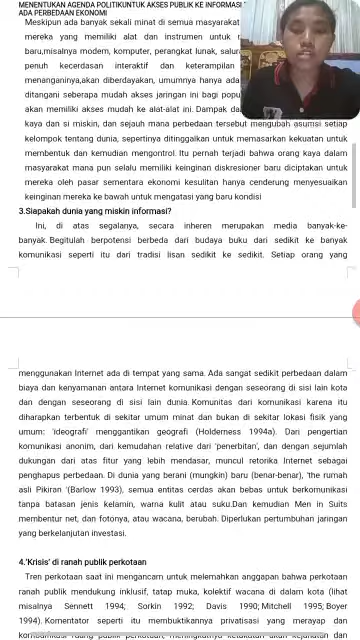 MENENTUKAN AGENDA POLITIKUNTUK AKSES PUBLIK KE INFORMASI
ADA PERBEDAAN EKONOMI
Meskipun ada banyak sekali minat di semua masyarakat
mereka yang memiliki alat dan instrumen untuk
baru,misalnya modem, komputer, perangkat lunak,
penuh kecerdasan interaktif dan keterampilan
menanganinya,akan diberdayakan, umumnya hanya ada
ditangani seberapa mudah akses jaringan ini bagi
akan memiliki akses mudah ke alat-alat ini. Dampak
kaya dan si miskin, dan sejauh mana perbedaan tersebut mengubah asumsi setiap
kelompok tentang dunia, sepertinya ditinggalkan untuk memasarkan kekuatan untuk
membentuk dan kemudian mengontrol. Itu pernah terjadi bahwa orang kaya dalam
masyarakat mana pun selalu memiliki keinginan diskresioner baru diciptakan untuk
mereka oleh pasar sementara ekonomi kesulitan hanya cenderung menyesuaikan
keinginan mereka ke bawah untuk mengatasi yang baru kondisi
3.Siapakah dunia yang miskin informasi?
Ini, di atas segalanya, secara inheren merupakan media banyak-ke-
banyak. Begitulah berpotensi berbeda dari budaya buku dari sedikit ke banyak
komunikasi seperti itu dari tradisi lisan sedikit ke sedikit. Setiap orang yang
menggunakan Internet ada di tempat yang sama. Ada sangat sedikit perbedaan dalam
biaya dan kenyamanan antara Internet komunikasi dengan seseorang di sisi lain kota
dan dengan seseorang di sisi lain dunia. Komunitas dari komunikasi karena itu
diharapkan terbentuk di sekitar umum minat dan bukan di sekitar lokasi fisik yang
umum: 'ideografi' menggantikan geografi (Holderness 1994a). Dari pengertian
komunikasi anonim, dari kemudahan relative dari 'penerbitan', dan dengan sejumlah
dukungan dari atas fitur yang lebih mendasar, muncul retorika Internet sebagai
penghapus perbedaan. Di dunia yang berani (mungkin) baru (benar-benar), 'the rumah
asli Pikiran '(Barlow 1993), semua entitas cerdas akan bebas untuk berkomunikasi
tanpa batasan jenis kelamin, warna kulit atau suku.Dan kemudian Men in Suits
membentur net, dan fotonya, atau wacana, berubah. Diperlukan pertumbuhan jaringan
yang berkelanjutan investasi.
4.'Krisis' di ranah publik perkotaan
Tren perkotaan saat ini mengancam untuk melemahkan anggapan bahwa perkotaan
ranah publik mendukung inklusif, tatap muka, kolektif wacana di dalam kota (lihat
misalnya Sennett 1994; Sorkin 1992; Davis 1990; Mitchell 1995; Boyer
1994). Komentator seperti itu membuktikannya privatisasi yang merayap dan